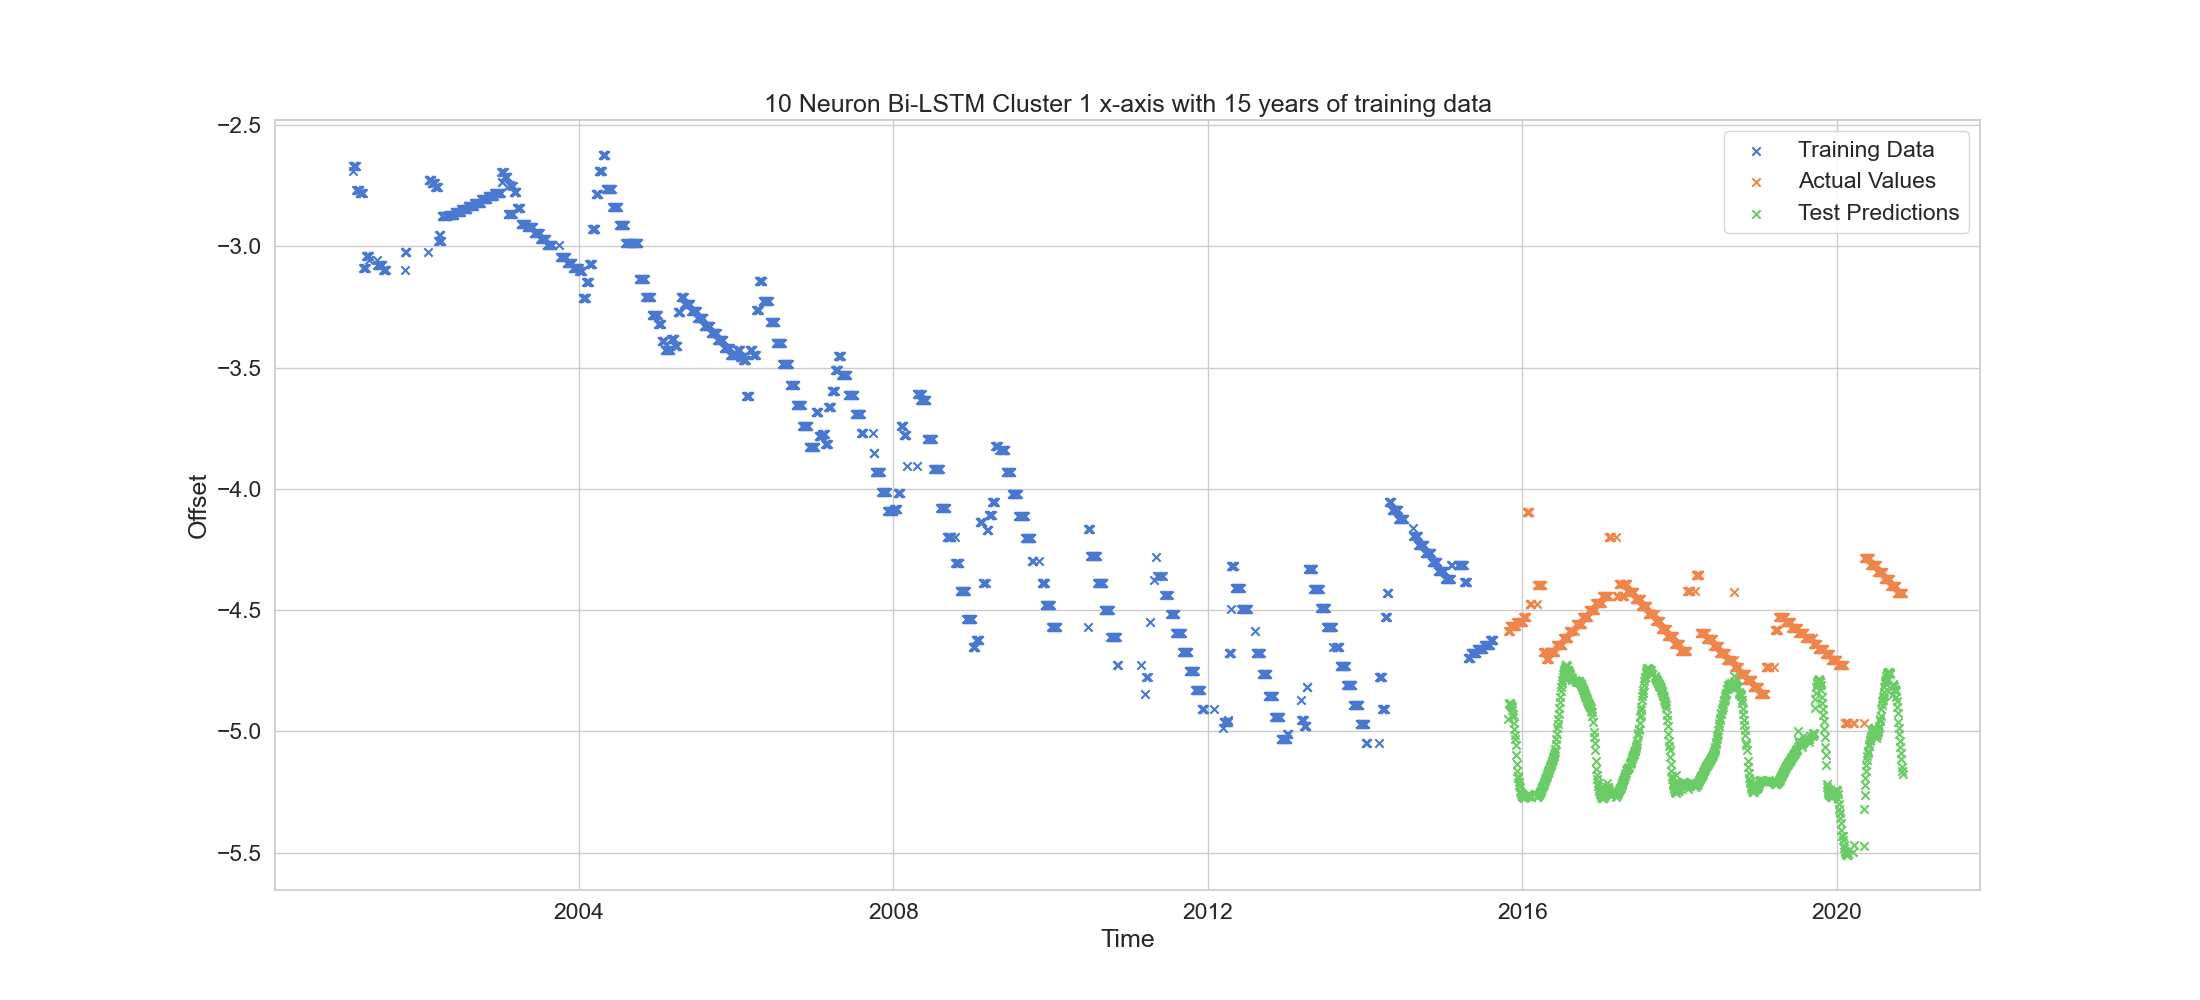 10 Neuron Bi-LSTM Cluster 1 x-axis with 15 years of training data
−2.5
−3.0
−3.5
−4.0
−4.5
−5.0
−5.5
Offset
Training Data
Actual Values
Test Predictions
2004
2008
2012
2016
2020
Time